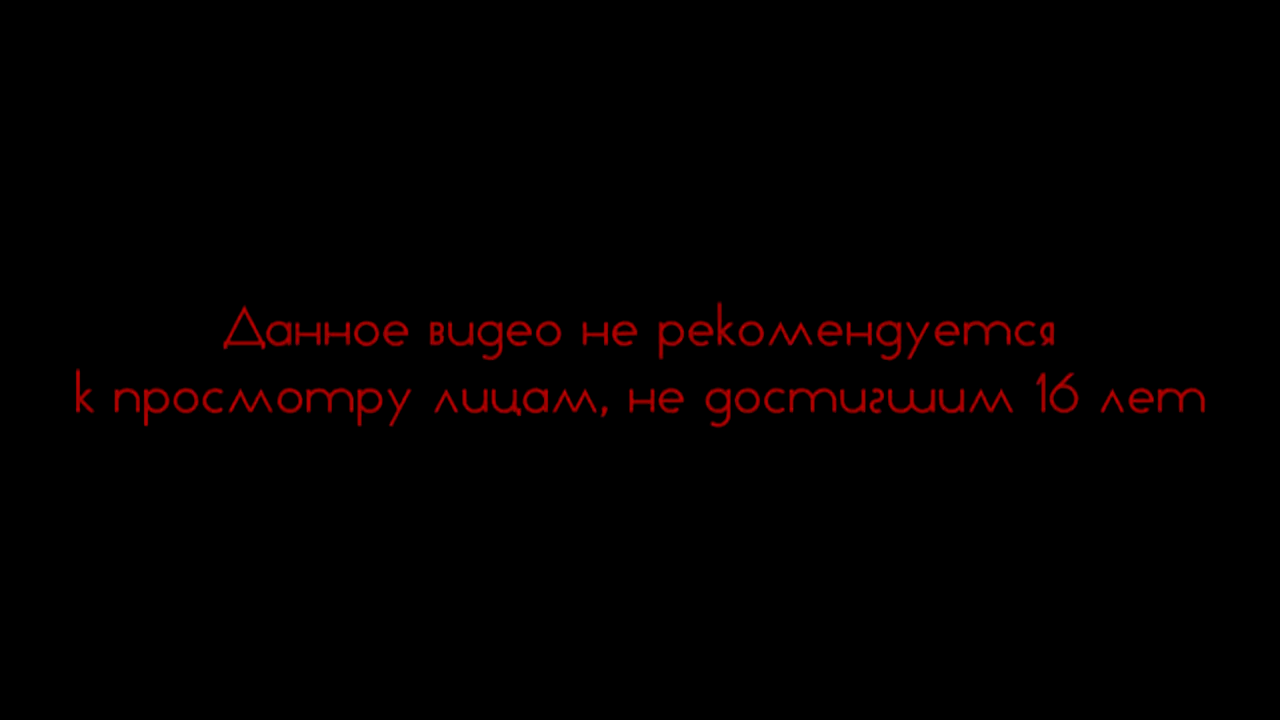 Данное видео не рекомендуется
к просмотру лицам, не достигшим 16 лет